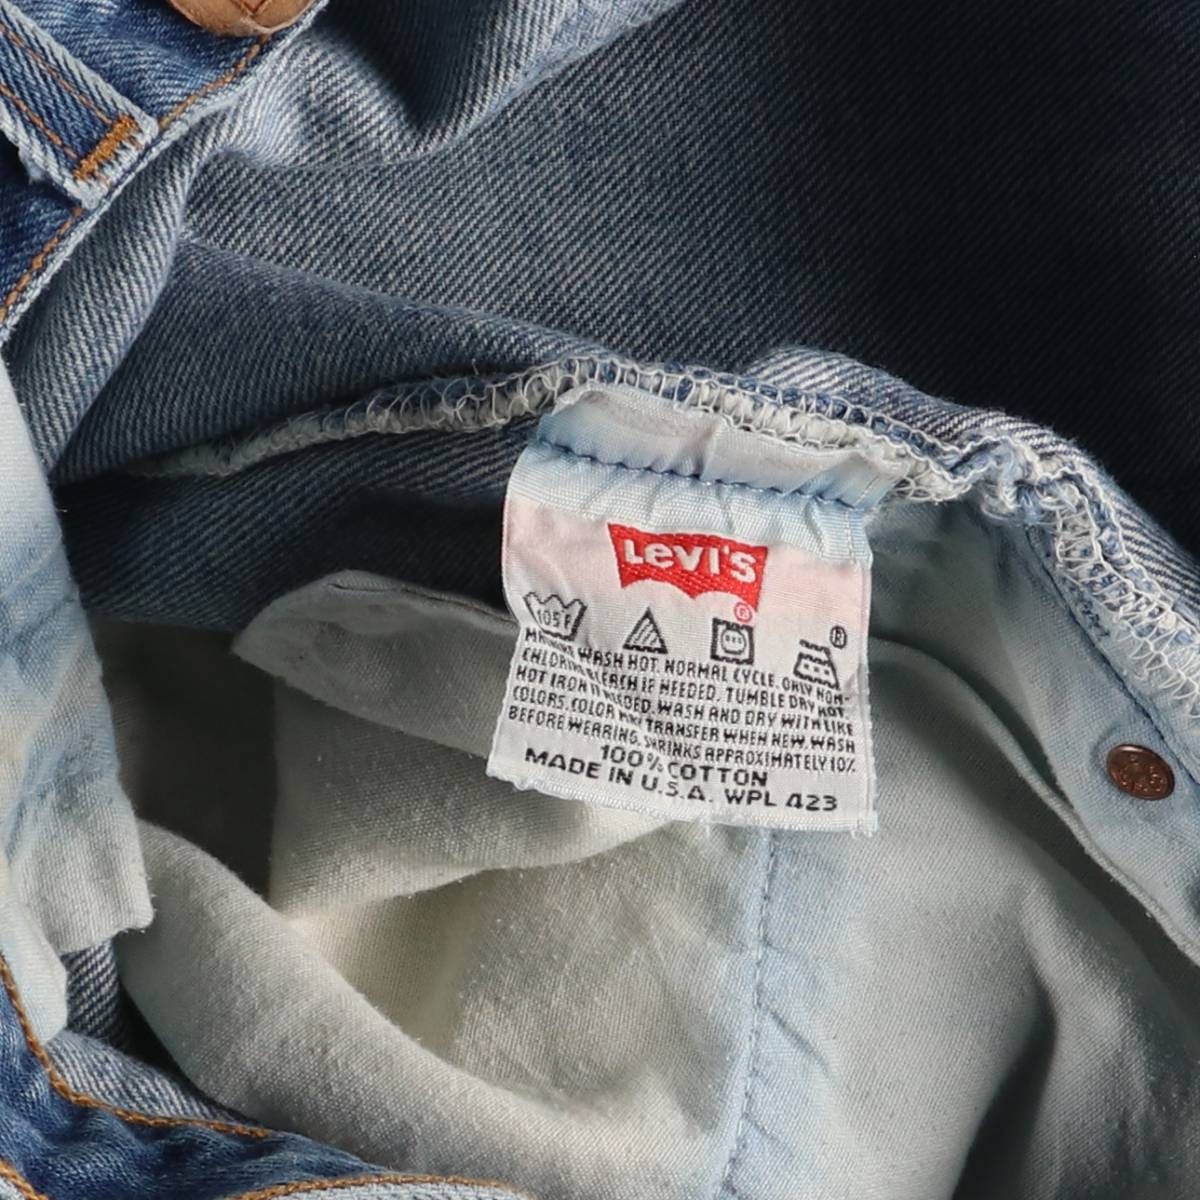 LEVI'S
®
105F
®
MACHINE WASH HOT. NORMAL CYCLE. ONLY NON-
CHLORINE BLEACH IF NEEDED. TUMBLE DRY HOT.
HOT IRON IF NEEDED. WASH AND DRY WITH LIKE
COLORS. COLOR MAY TRANSFER WHEN NEW. WASH
BEFORE WEARING. SHRINKS APPROXIMATELY 10%
100% COTTON
MADE IN U.S.A. WPL 423